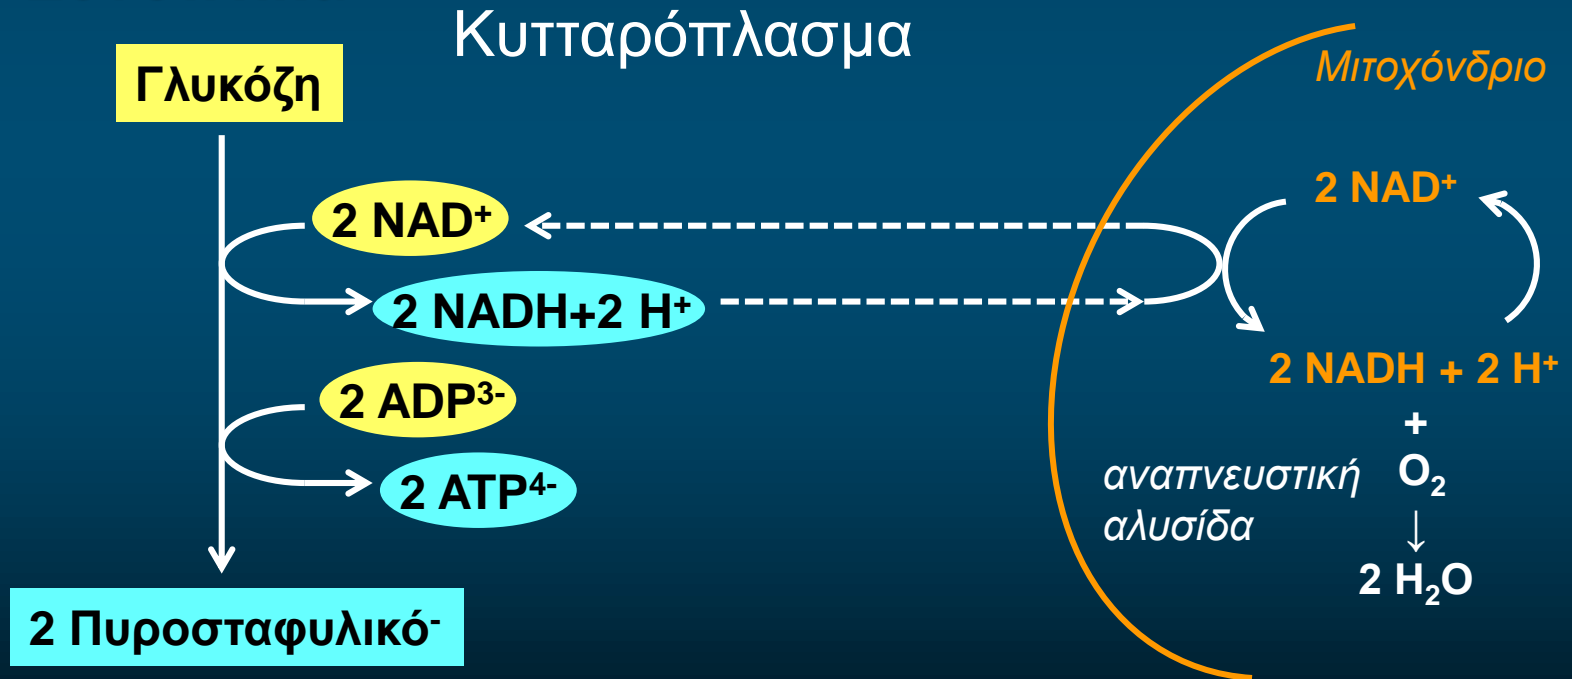 Κυτταρόπλασμα
Γλυκόζη
Μιτοχόνδριο
2 NAD⁺
2 NAD⁺
2 NADH+2 H⁺
2 NADH + 2 H⁺
2 ADP³⁻
+
αναπνευστική O₂
αλυσίδα ↓
2 ATP⁴⁻
2 H₂O
2 Πυροσταφυλικό⁻